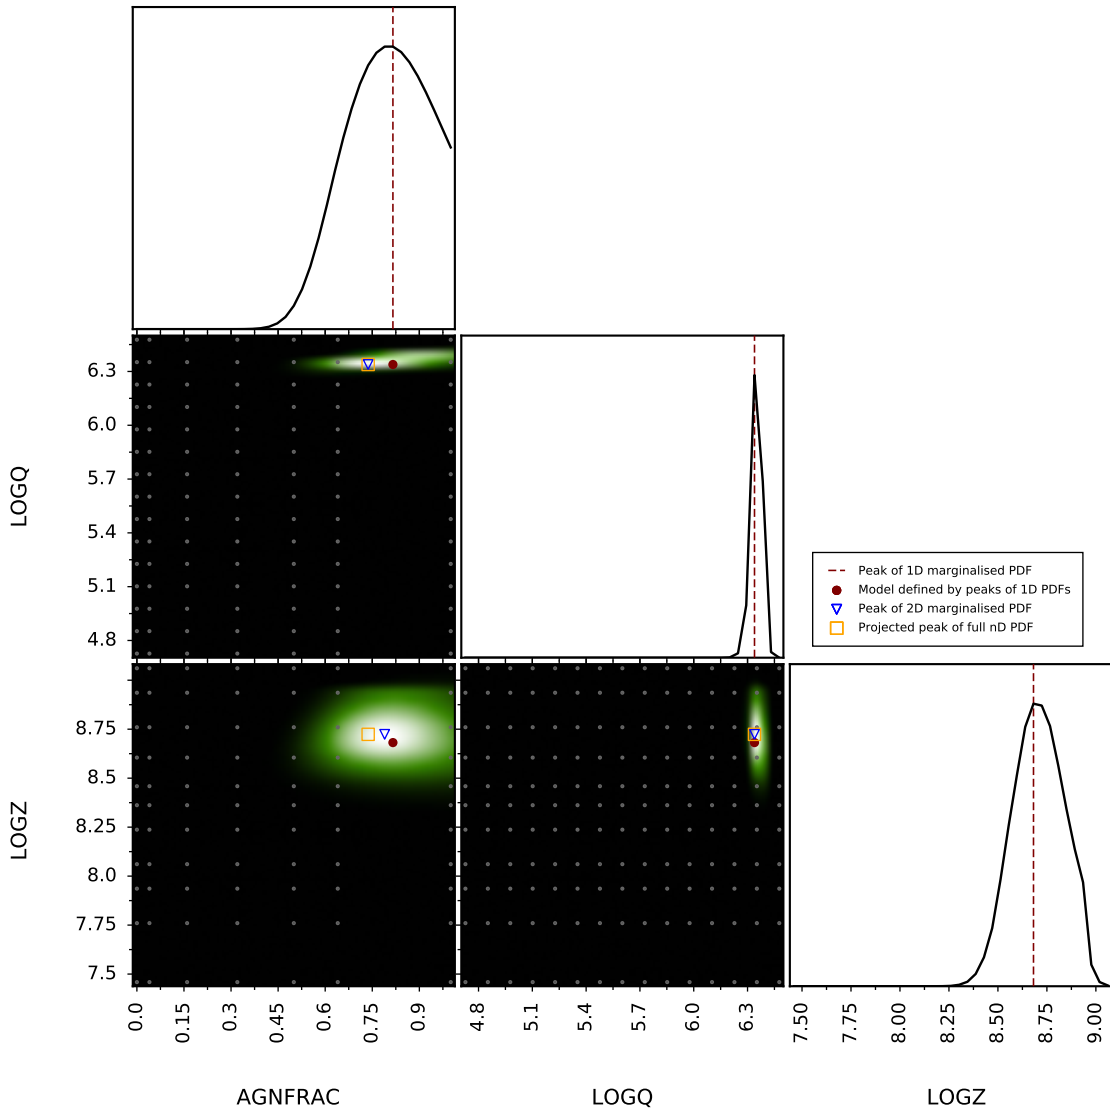 LOGQ
6.3
6.0
5.7
5.4
5.1
4.8
Peak of 1D marginalised PDF
Model defined by peaks of 1D PDFs
Peak of 2D marginalised PDF
Projected peak of full nD PDF
LOGZ
8.75
8.5
8.25
8.0
7.75
7.5
0.0 0.15 0.3 0.45 0.6 0.75 0.9
4.8 5.1 5.4 5.7 6.0 6.3
7.50 7.75 8.00 8.25 8.50 8.75 9.00
AGNFRAC LOGQ LOGZ